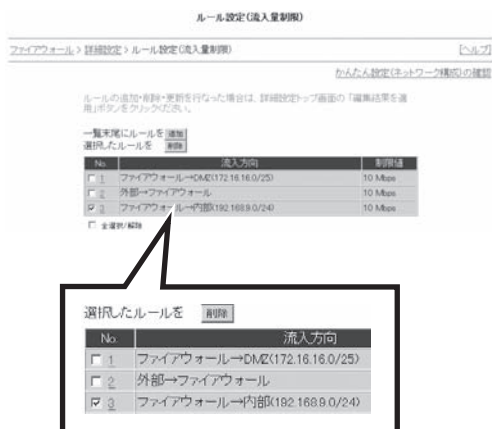 ルール設定(流入量制限)
ファイアウォール > 詳細設定 > ルール設定(流入量制限)
[ヘルプ]
かんたん設定(ネットワーク構成)の確認
ルールの追加・削除・更新を行なった場合は、詳細設定トップ画面の「編集結果を適
用」ボタンをクリックください。
一覧末尾にルールを 追加
選択したルールを 削除
No. 流入方向 制限値
1 ファイアウォール→DMZ(172.16.16.0/25) 10 Mbps
2 外部→ファイアウォール 10 Mbps
3 ファイアウォール→内部(192.168.9.0/24) 10 Mbps
全選択/解除
選択したルールを 削除
No. 流入方向
1 ファイアウォール→DMZ(172.16.16.0/25)
2 外部→ファイアウォール
3 ファイアウォール→内部(192.168.9.0/24)